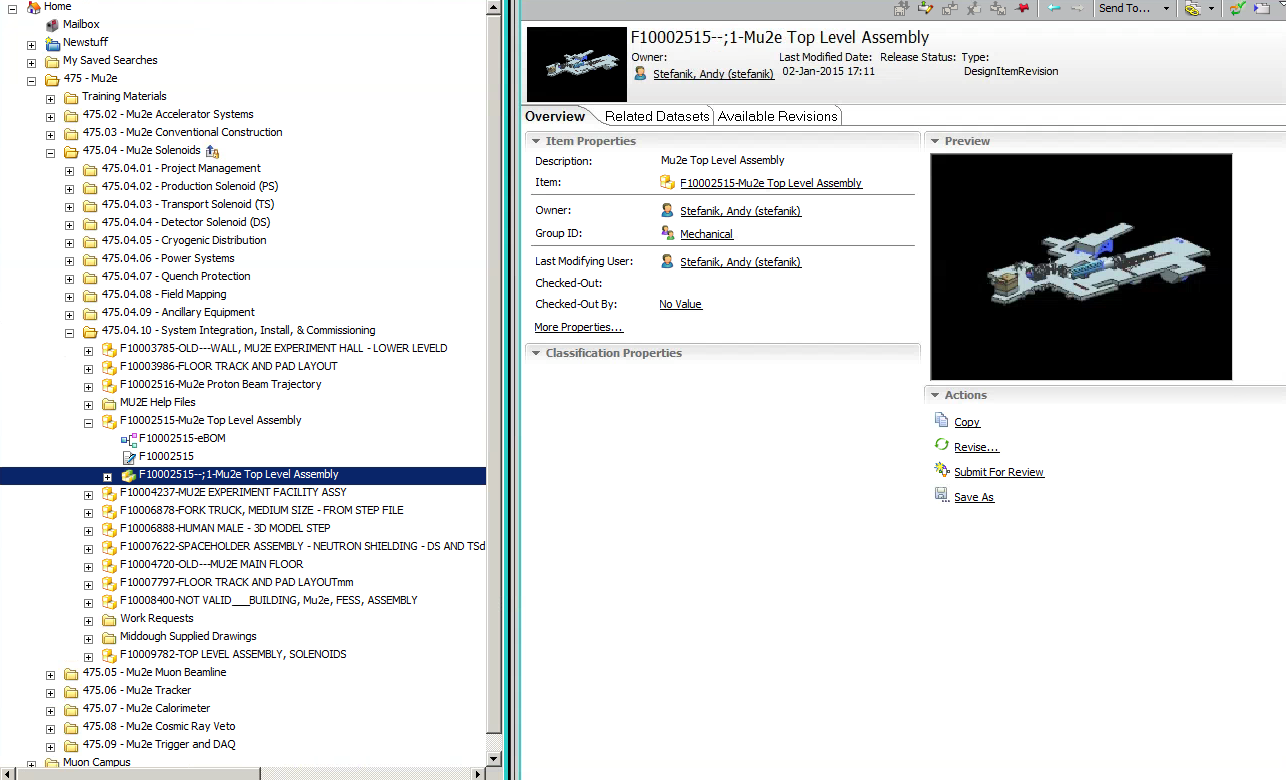 Home
Mailbox
Newstuff
My Saved Searches
475 - Mu2e
Training Materials
475.02 - Mu2e Accelerator Systems
475.03 - Mu2e Conventional Construction
475.04 - Mu2e Solenoids
475.04.01 - Project Management
475.04.02 - Production Solenoid (PS)
475.04.03 - Transport Solenoid (TS)
475.04.04 - Detector Solenoid (DS)
475.04.05 - Cryogenic Distribution
475.04.06 - Power Systems
475.04.07 - Quench Protection
475.04.08 - Field Mapping
475.04.09 - Ancillary Equipment
475.04.10 - System Integration, Install, & Commissioning
F10003785-OLD---WALL, MU2E EXPERIMENT HALL - LOWER LEVELD
F10003986-FLOOR TRACK AND PAD LAYOUT
F10002516-Mu2e Proton Beam Trajectory
MU2E Help Files
F10002515-Mu2e Top Level Assembly
F10002515-eBOM
F10002515
F10002515--;1-Mu2e Top Level Assembly
F10004237-MU2E EXPERIMENT FACILITY ASSY
F10006878-FORK TRUCK, MEDIUM SIZE - FROM STEP FILE
F10006888-HUMAN MALE - 3D MODEL STEP
F10007622-SPACEHOLDER ASSEMBLY - NEUTRON SHIELDING - DS AND TSd
F10004720-OLD---MU2E MAIN FLOOR
F10007797-FLOOR TRACK AND PAD LAYOUTmm
F10008400-NOT VALID___BUILDING, Mu2e, FESS, ASSEMBLY
Work Requests
Middough Supplied Drawings
F10009782-TOP LEVEL ASSEMBLY, SOLENOIDS
475.05 - Mu2e Muon Beamline
475.06 - Mu2e Tracker
475.07 - Mu2e Calorimeter
475.08 - Mu2e Cosmic Ray Veto
475.09 - Mu2e Trigger and DAQ
Muon Campus
Send To...
F10002515--;1-Mu2e Top Level Assembly
Owner: Last Modified Date: Release Status: Type:
Stefanik, Andy (stefanik) 02-Jan-2015 17:11 DesignItemRevision
Overview Related Datasets Available Revisions
Item Properties
Description: Mu2e Top Level Assembly
Item: F10002515-Mu2e Top Level Assembly
Owner: Stefanik, Andy (stefanik)
Group ID: Mechanical
Last Modifying User: Stefanik, Andy (stefanik)
Checked-Out:
Checked-Out By: No Value
More Properties...
Classification Properties
Preview
Actions
Copy
Revise...
Submit For Review
Save As